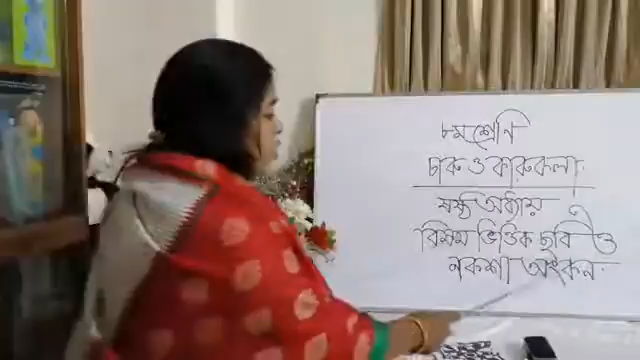 ৮ম শ্রেণি
চারু ও কারুকলা
ষষ্ঠ অধ্যায়
বিষয় ভিত্তিক ছবি ও
নকশা অংকন